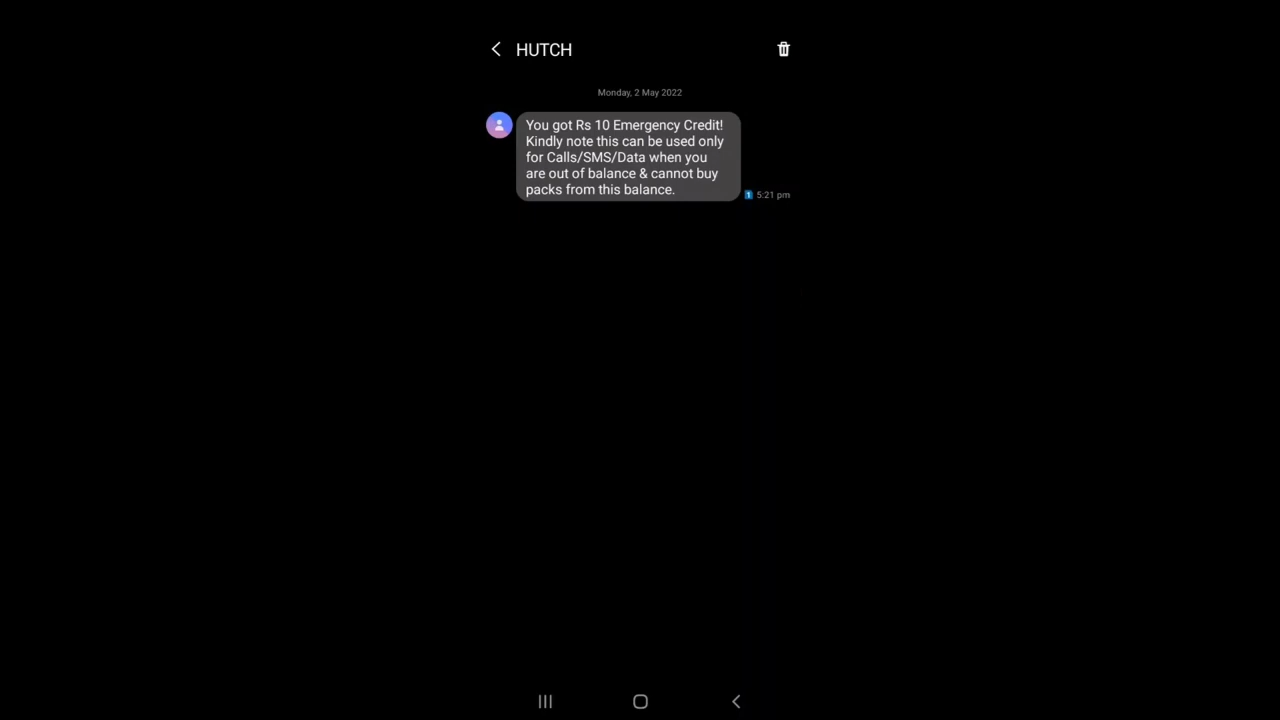 HUTCH
Monday, 2 May 2022
You got Rs 10 Emergency Credit!
Kindly note this can be used only
for Calls/SMS/Data when you
are out of balance & cannot buy
packs from this balance.
1 5:21 pm